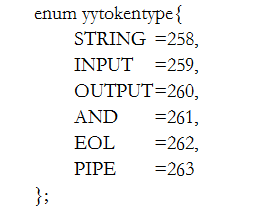 enum yytokentype{
STRING =258,
INPUT =259,
OUTPUT=260,
AND =261,
EOL =262,
PIPE =263
};